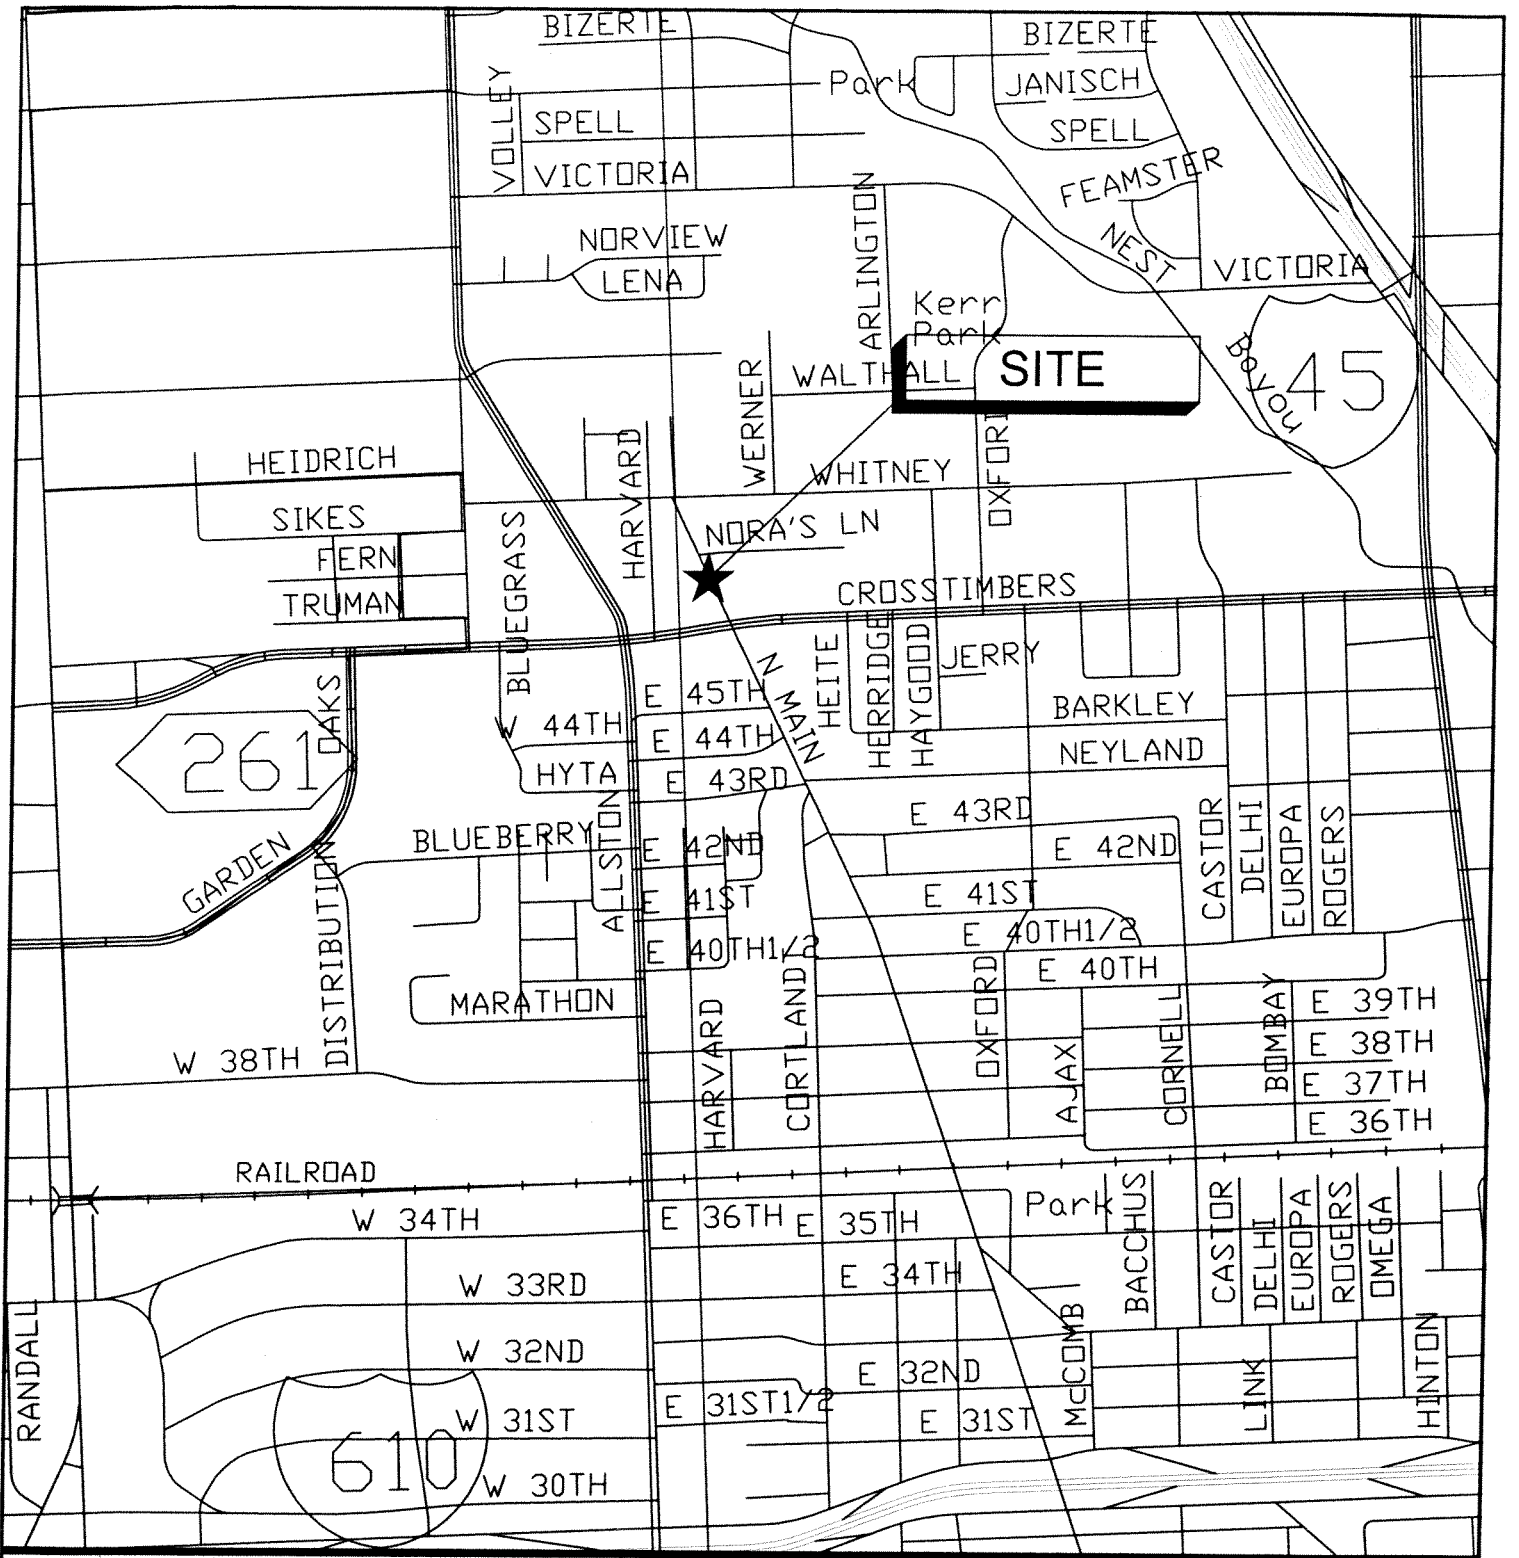 BIZERTE
BIZERTE
Park
JANISCH
VOLLEY
SPELL
SPELL
VICTORIA
FEAMSTER
ARLINGTON
NORVIEW
NEST
LENA
VICTORIA
Kerr
Park
SITE
45
Bayou
WALTHALL
WERNER
OXFORD
HARVARD
HEIDRICH
WHITNEY
SIKES
NORA'S LN
BLUEGRASS
FERN
TRUMAN
CROSSTIMBERS
N MAIN
HEITE
HERRIDGE
HAYGOOD
JERRY
OAKS
E 45TH
BARKLEY
W 44TH
E 44TH
NEYLAND
261
HYTA
E 43RD
E 43RD
CASTOR
DELHI
EUROPA
ROGERS
ALLSTON
BLUEBERRY
E 42ND
E 42ND
GARDEN
DISTRIBUTION
E 41ST
E 41ST
E 40TH1/2
E 40TH1/2
E 40TH
CORTLAND
OXFORD
MARATHON
HARVARD
CORNELL
BOMBAY
E 39TH
AJAX
E 38TH
W 38TH
E 37TH
E 36TH
RAILROAD
Park
BACCHUS
CASTOR
DELHI
EUROPA
ROGERS
OMEGA
W 34TH
E 36TH
E 35TH
E 34TH
W 33RD
RANDALL
McCOMB
HINTON
W 32ND
E 32ND
LINK
E 31ST1/2
W 31ST
E 31ST
610
W 30TH